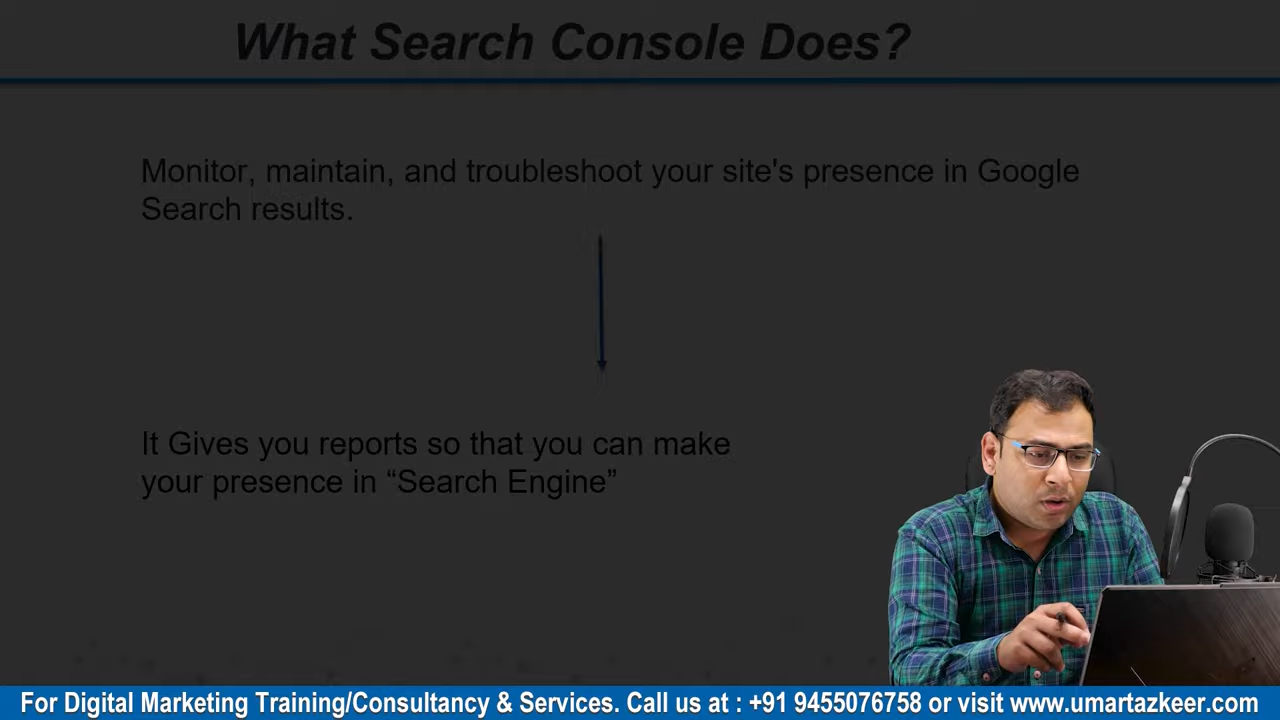 What Search Console Does?
Monitor, maintain, and troubleshoot your site's presence in Google
Search results.
It Gives you reports so that you can make
your presence in “Search Engine”
For Digital Marketing Training/Consultancy & Services. Call us at : +91 9455076758 or visit www.umartazkeer.com